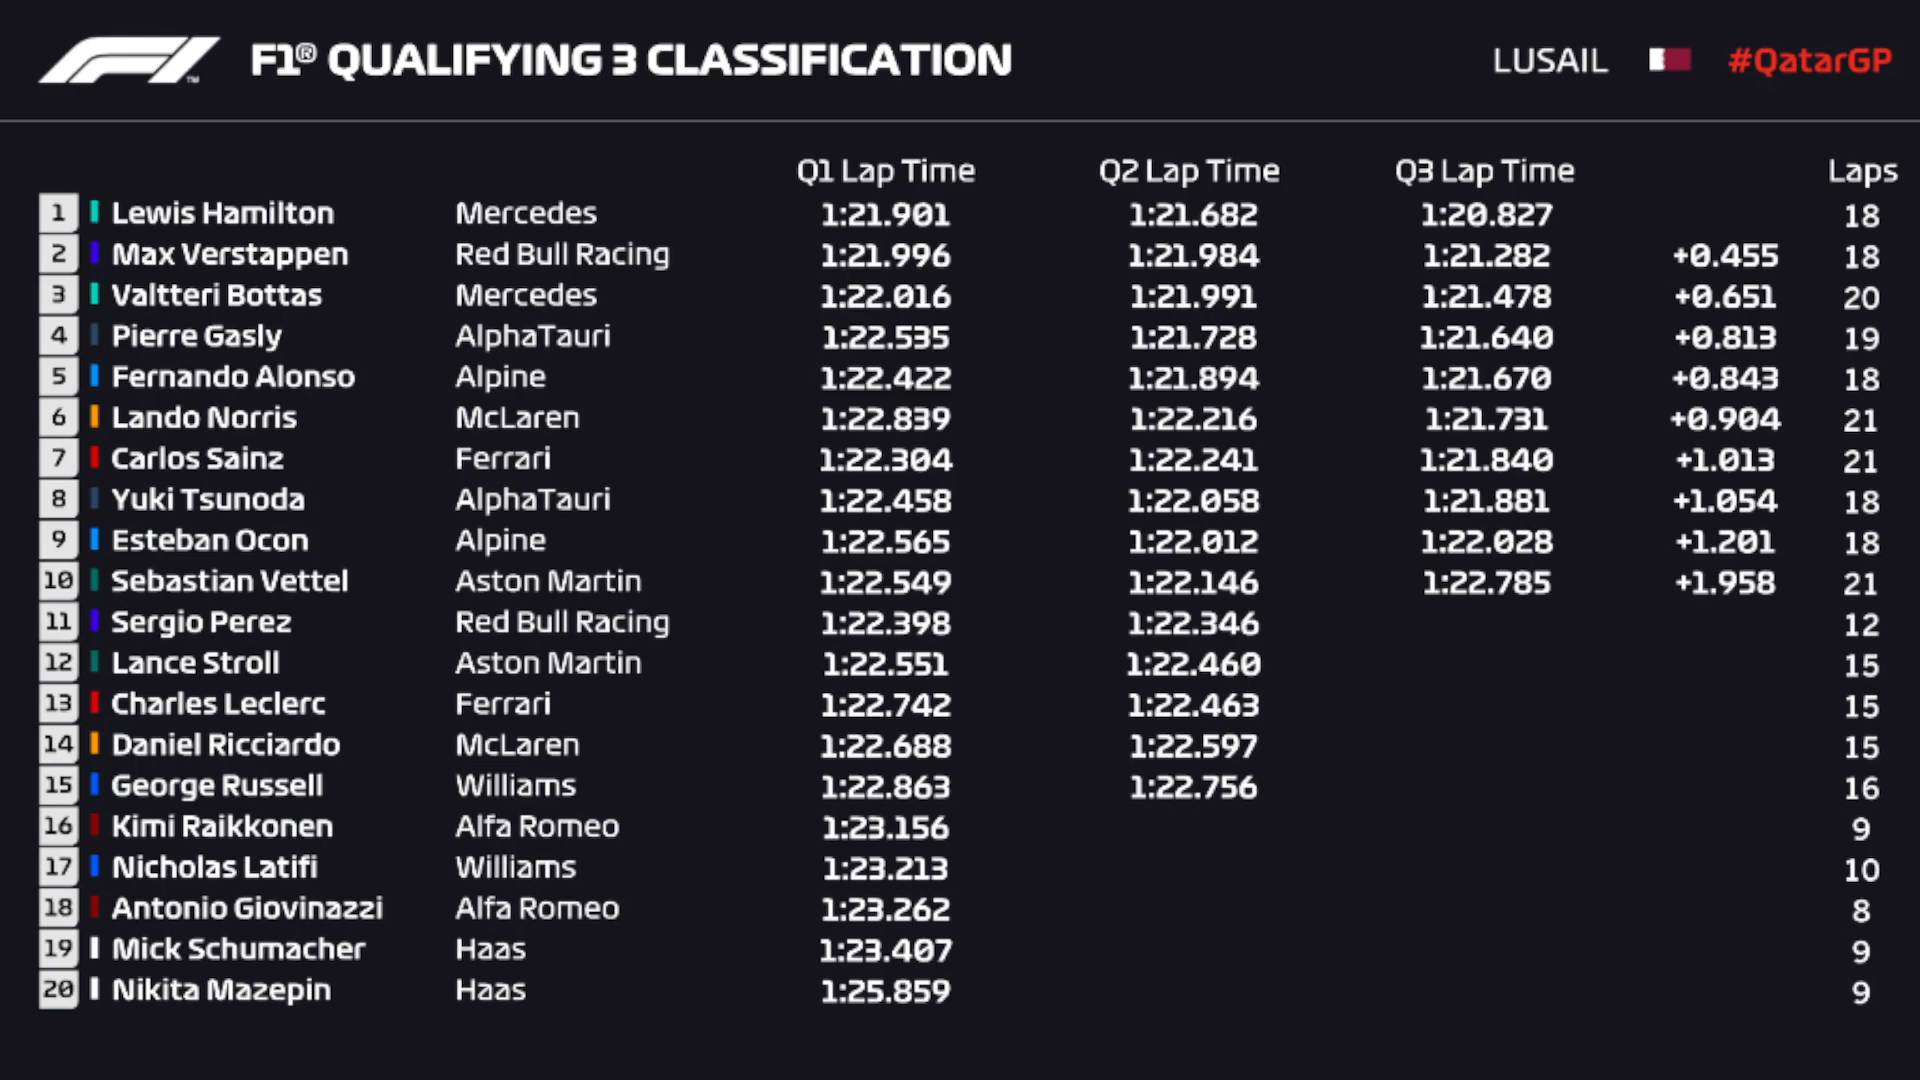 F1® QUALIFYING 3 CLASSIFICATION LUSAIL #QatarGP
Q1 Lap Time Q2 Lap Time Q3 Lap Time Laps
1 Lewis Hamilton Mercedes 1:21.901 1:21.682 1:20.827 18
2 Max Verstappen Red Bull Racing 1:21.996 1:21.984 1:21.282 +0.455 18
3 Valtteri Bottas Mercedes 1:22.016 1:21.991 1:21.478 +0.651 20
4 Pierre Gasly AlphaTauri 1:22.535 1:21.728 1:21.640 +0.813 19
5 Fernando Alonso Alpine 1:22.422 1:21.894 1:21.670 +0.843 18
6 Lando Norris McLaren 1:22.839 1:22.216 1:21.731 +0.904 21
7 Carlos Sainz Ferrari 1:22.304 1:22.241 1:21.840 +1.013 21
8 Yuki Tsunoda AlphaTauri 1:22.458 1:22.058 1:21.881 +1.054 18
9 Esteban Ocon Alpine 1:22.565 1:22.012 1:22.028 +1.201 18
10 Sebastian Vettel Aston Martin 1:22.549 1:22.146 1:22.785 +1.958 21
11 Sergio Perez Red Bull Racing 1:22.398 1:22.346 12
12 Lance Stroll Aston Martin 1:22.551 1:22.460 15
13 Charles Leclerc Ferrari 1:22.742 1:22.463 15
14 Daniel Ricciardo McLaren 1:22.688 1:22.597 15
15 George Russell Williams 1:22.863 1:22.756 16
16 Kimi Raikkonen Alfa Romeo 1:23.156 9
17 Nicholas Latifi Williams 1:23.213 10
18 Antonio Giovinazzi Alfa Romeo 1:23.262 8
19 Mick Schumacher Haas 1:23.407 9
20 Nikita Mazepin Haas 1:25.859 9